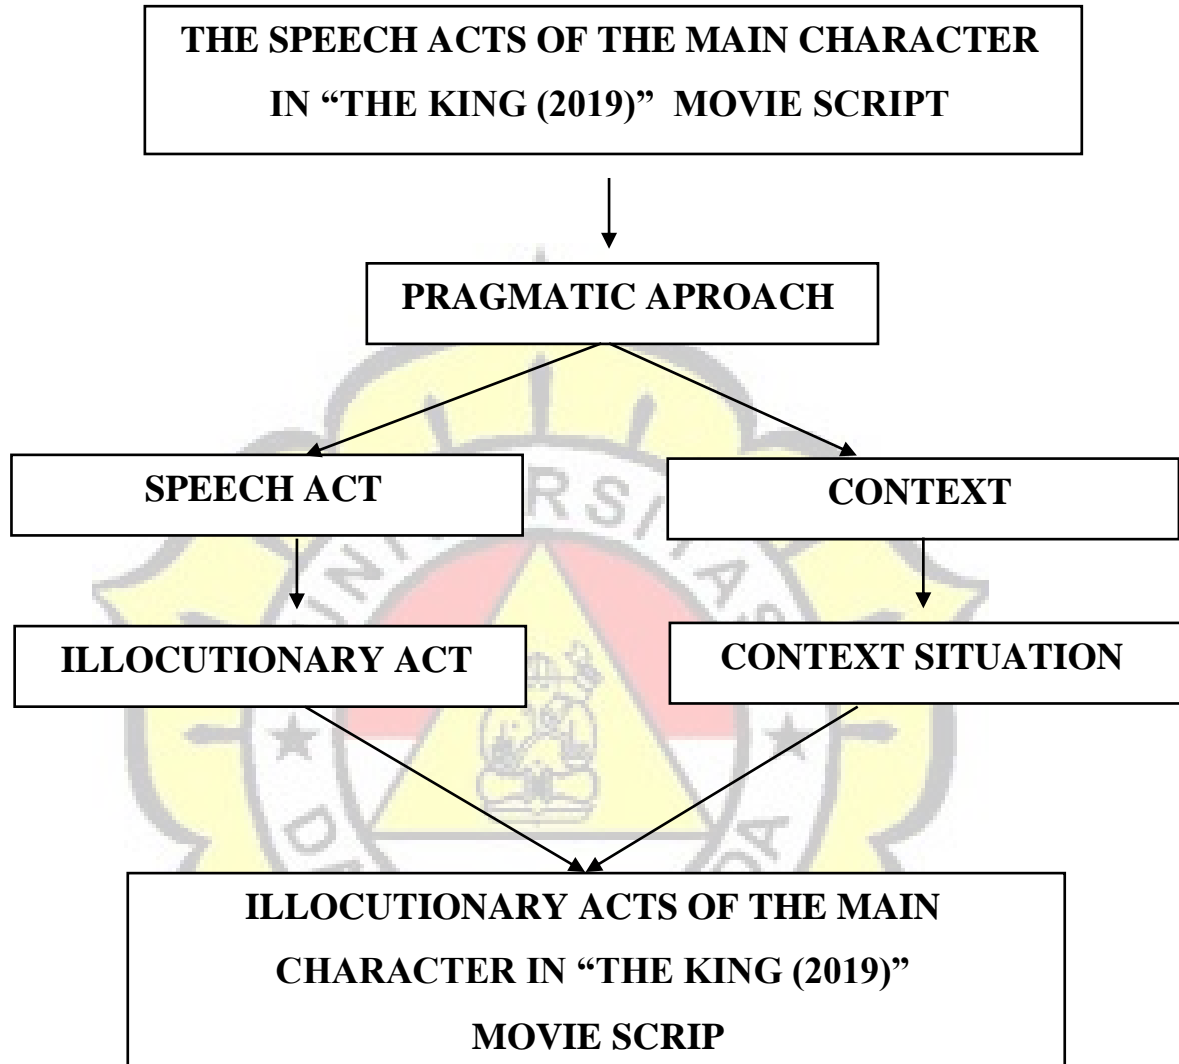 THE SPEECH ACTS OF THE MAIN CHARACTER
IN “THE KING (2019)” MOVIE SCRIPT
PRAGMATIC APROACH
SPEECH ACT
CONTEXT
ILLOCUTIONARY ACT
CONTEXT SITUATION
ILLOCUTIONARY ACTS OF THE MAIN
CHARACTER IN “THE KING (2019)”
MOVIE SCRIP